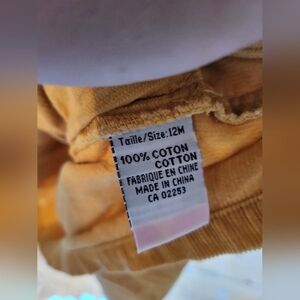 Taille/Size: 12M
100% COTON
COTTON
FABRIQUE EN CHINE
MADE IN CHINA
CA 02253